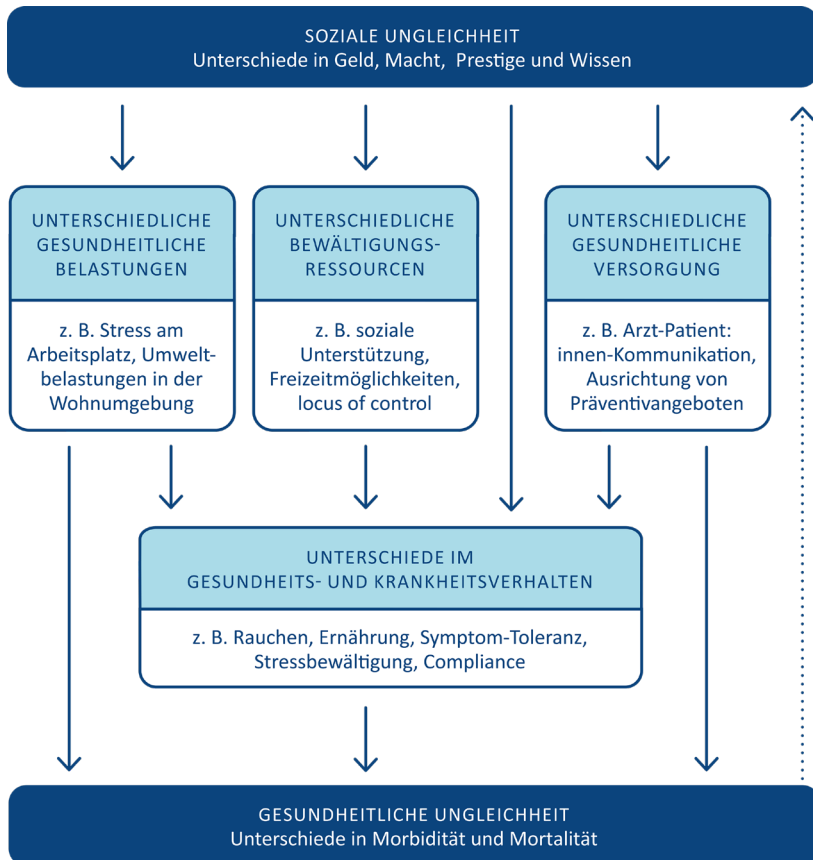 SOZIALE UNGLEICHHEIT
Unterschiede in Geld, Macht, Prestige und Wissen
UNTERSCHIEDLICHE
GESUNDHEITLICHE
BELASTUNGEN
z. B. Stress am
Arbeitsplatz, Umwelt-
belastungen in der
Wohnumgebung
UNTERSCHIEDLICHE
BEWÄLTIGUNGS-
RESSOURCEN
z. B. soziale
Unterstützung,
Freizeitmöglichkeiten,
locus of control
UNTERSCHIEDLICHE
GESUNDHEITLICHE
VERSORGUNG
z. B. Arzt-Patient:
innen-Kommunikation,
Ausrichtung von
Präventivangeboten
UNTERSCHIEDE IM
GESUNDHEITS- UND KRANKHEITSVERHALTEN
z. B. Rauchen, Ernährung, Symptom-Toleranz,
Stressbewältigung, Compliance
GESUNDHEITLICHE UNGLEICHHEIT
Unterschiede in Morbidität und Mortalität